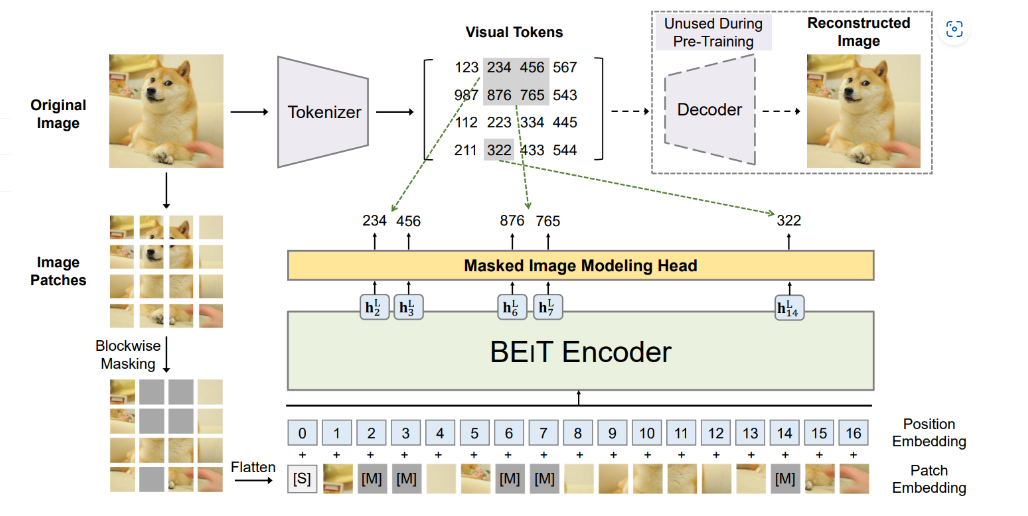 Visual Tokens
Unused During
Pre-Training
Reconstructed
Image
Original
Image
Tokenizer
123 234 456 567
987 876 765 543
112 223 334 445
211 322 433 544
Decoder
234 456 876 765 322
Image
Patches
Masked Image Modeling Head
h₂ᴸ h₃ᴸ h₆ᴸ h₇ᴸ h₁₄ᴸ
Blockwise
Masking
BEIT Encoder
0 1 2 3 4 5 6 7 8 9 10 11 12 13 14 15 16
Position
Embedding
+ + + + + + + + + + + + + + + + +
Flatten
[S] [M] [M] [M] [M] [M]
Patch
Embedding